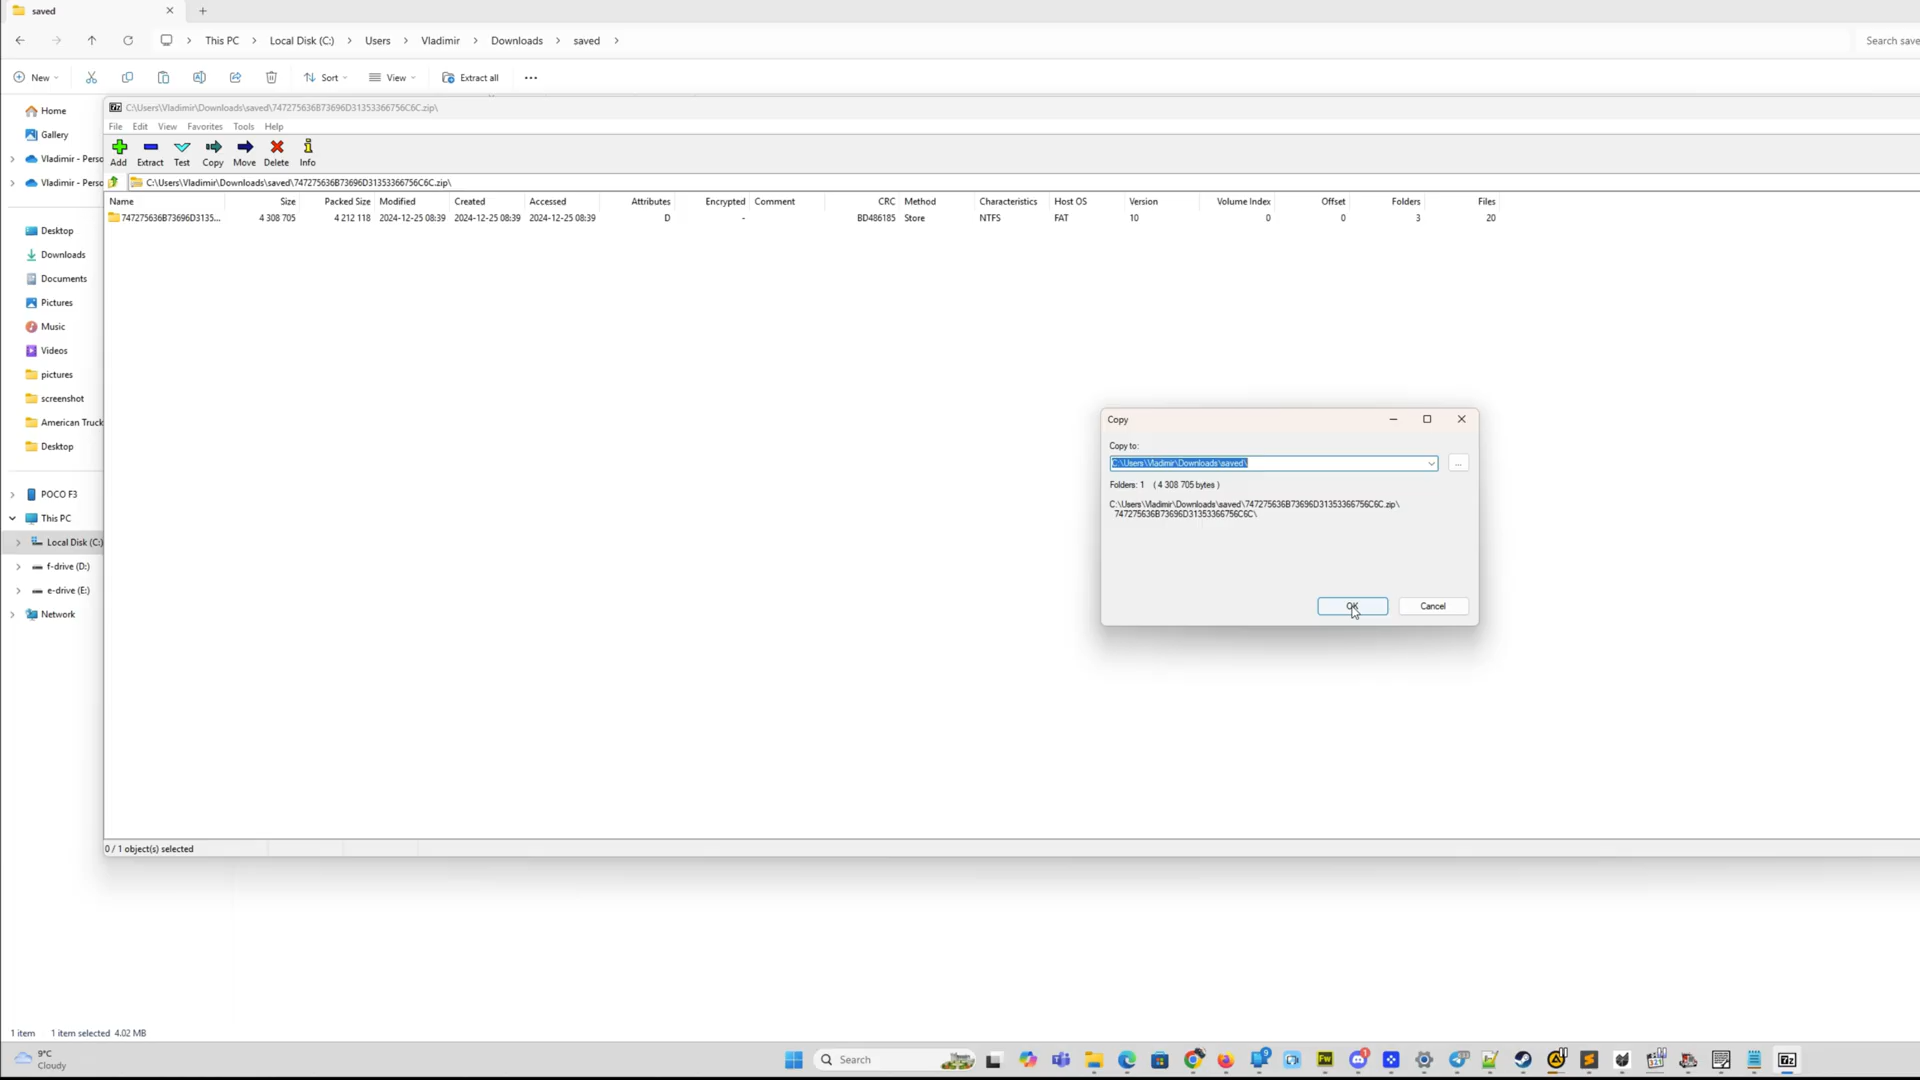 saved
This PC > Local Disk (C:) > Users > Vladimir > Downloads > saved >
Search save
New
Sort
View
Extract all
C:\Users\Vladimir\Downloads\saved\747275636B73696D31353366756C6C.zip\
File Edit View Favorites Tools Help
Add Extract Test Copy Move Delete Info
C:\Users\Vladimir\Downloads\saved\747275636B73696D31353366756C6C.zip\
Name Size Packed Size Modified Created Accessed Attributes Encrypted Comment CRC Method Characteristics Host OS Version Volume Index Offset Folders Files
747275636B73696D3135... 4 308 705 4 212 118 2024-12-25 08:39 2024-12-25 08:39 2024-12-25 08:39 D - BD486185 Store NTFS FAT 10 0 0 3 20
Home
Gallery
Vladimir - Perso
Vladimir - Perso
Desktop
Downloads
Documents
Pictures
Music
Videos
pictures
screenshot
American Truck
Desktop
POCO F3
This PC
Local Disk (C:)
f-drive (D:)
e-drive (E:)
Network
Copy
Copy to:
C:\Users\Vladimir\Downloads\saved\
...
Folders: 1 ( 4 308 705 bytes )
C:\Users\Vladimir\Downloads\saved\747275636B73696D31353366756C6C.zip\
747275636B73696D31353366756C6C\
OK
Cancel
0 / 1 object(s) selected
1 item 1 item selected 4.02 MB
9°C
Cloudy
Search